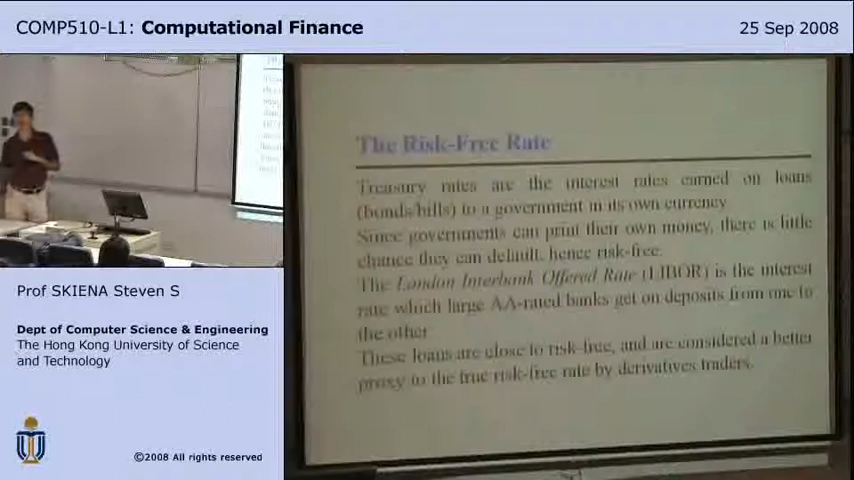 COMP510-L1: Computational Finance
25 Sep 2008
The Risk-Free Rate
Treasury rates are the interest rates earned on loans
(bonds/bills) to a government in its own currency
Since governments can print their own money, there is little
chance they can default, hence risk-free.
The London Interbank Offered Rate (LIBOR) is the interest
rate which large AA-rated banks get on deposits from one to
the other
These loans are close to risk-free, and are considered a better
proxy to the true risk-free rate by derivatives traders.
Prof SKIENA Steven S
Dept of Computer Science & Engineering
The Hong Kong University of Science
and Technology
©2008 All rights reserved